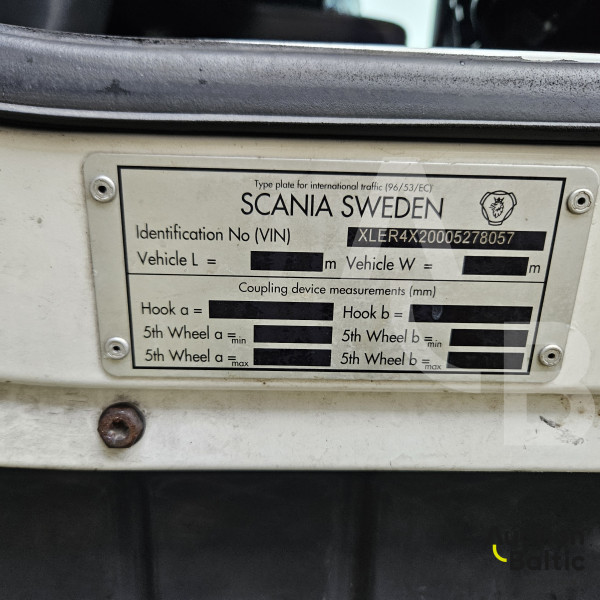 Type plate for international traffic (96/53/EC)
SCANIA SWEDEN
Identification No (VIN) XLER4X20005278057
Vehicle L = m Vehicle W = m
Coupling device measurements (mm)
Hook a = Hook b =
5th Wheel a = min 5th Wheel b = min
5th Wheel a = max 5th Wheel b = max
baltic